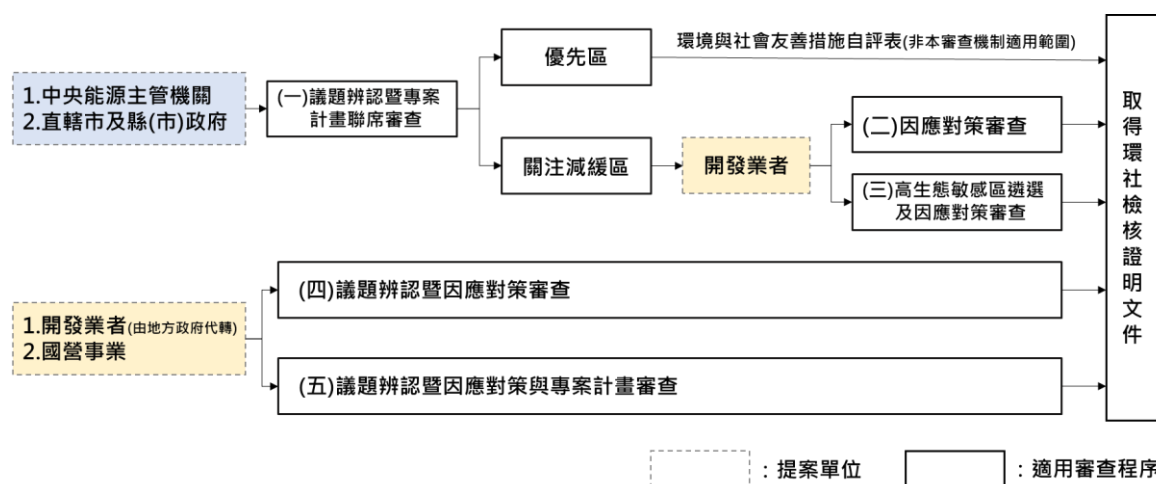 1.中央能源主管機關
2.直轄市及縣(市)政府
(一)議題辨認暨專案
計畫聯席審查
優先區
環境與社會友善措施自評表(非本審查機制適用範圍)
關注減緩區
開發業者
(二)因應對策審查
(三)高生態敏感區遴選
及因應對策審查
1.開發業者(由地方政府代轉)
2.國營事業
(四)議題辨認暨因應對策審查
(五)議題辨認暨因應對策與專案計畫審查
取得環社檢核證明文件
：提案單位
：適用審查程序